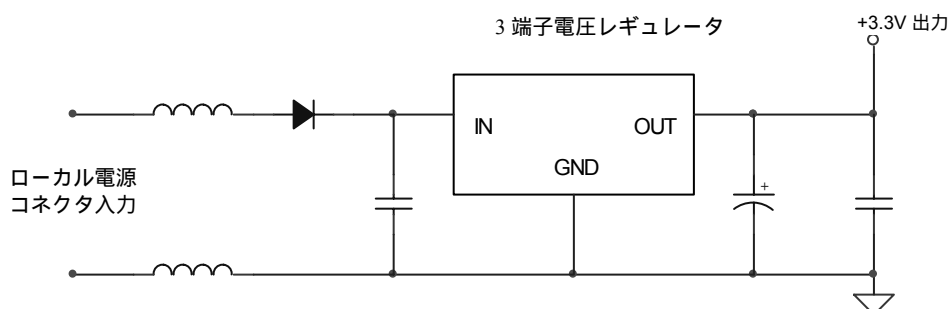 3 端子電圧レギュレータ
+3.3V 出力
IN
OUT
GND
ローカル電源
コネクタ入力
+